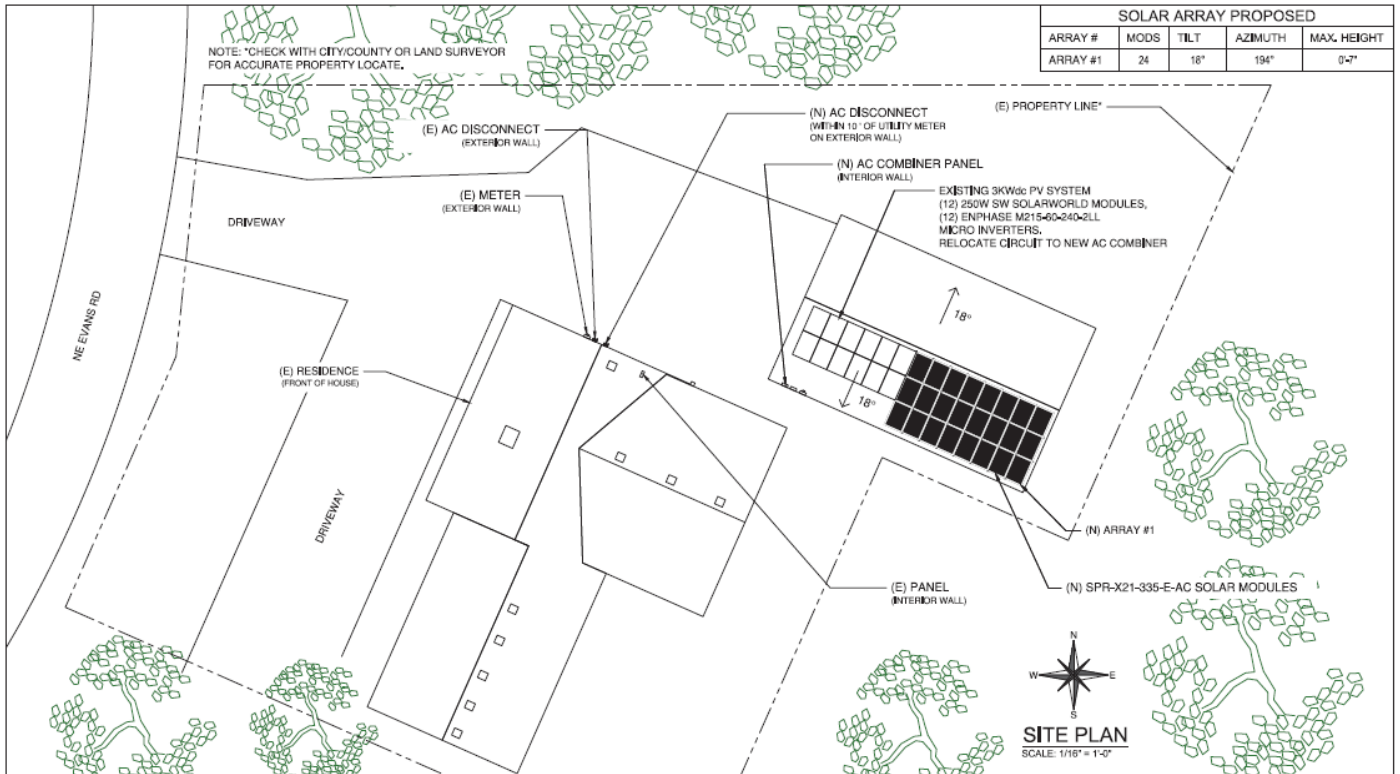 SOLAR ARRAY PROPOSED
ARRAY # MODS TILT AZIMUTH MAX. HEIGHT
ARRAY #1 24 18° 194° 0'-7"
NOTE: *CHECK WITH CITY/COUNTY OR LAND SURVEYOR
FOR ACCURATE PROPERTY LOCATE.
(E) AC DISCONNECT
(EXTERIOR WALL)
(N) AC DISCONNECT
(WITHIN 10' OF UTILITY METER
ON EXTERIOR WALL)
(E) PROPERTY LINE*
(N) AC COMBINER PANEL
(INTERIOR WALL)
(E) METER
(EXTERIOR WALL)
EXISTING 3KWdc PV SYSTEM
(12) 250W SW SOLARWORLD MODULES,
(12) ENPHASE M215-60-240-2LL
MICRO INVERTERS.
RELOCATE CIRCUIT TO NEW AC COMBINER
DRIVEWAY
NE EVANS RD
18°
(E) RESIDENCE
(FRONT OF HOUSE)
18°
DRIVEWAY
(N) ARRAY #1
(E) PANEL
(INTERIOR WALL)
(N) SPR-X21-335-E-AC SOLAR MODULES
N
W E
S
SITE PLAN
SCALE: 1/16" = 1'-0"